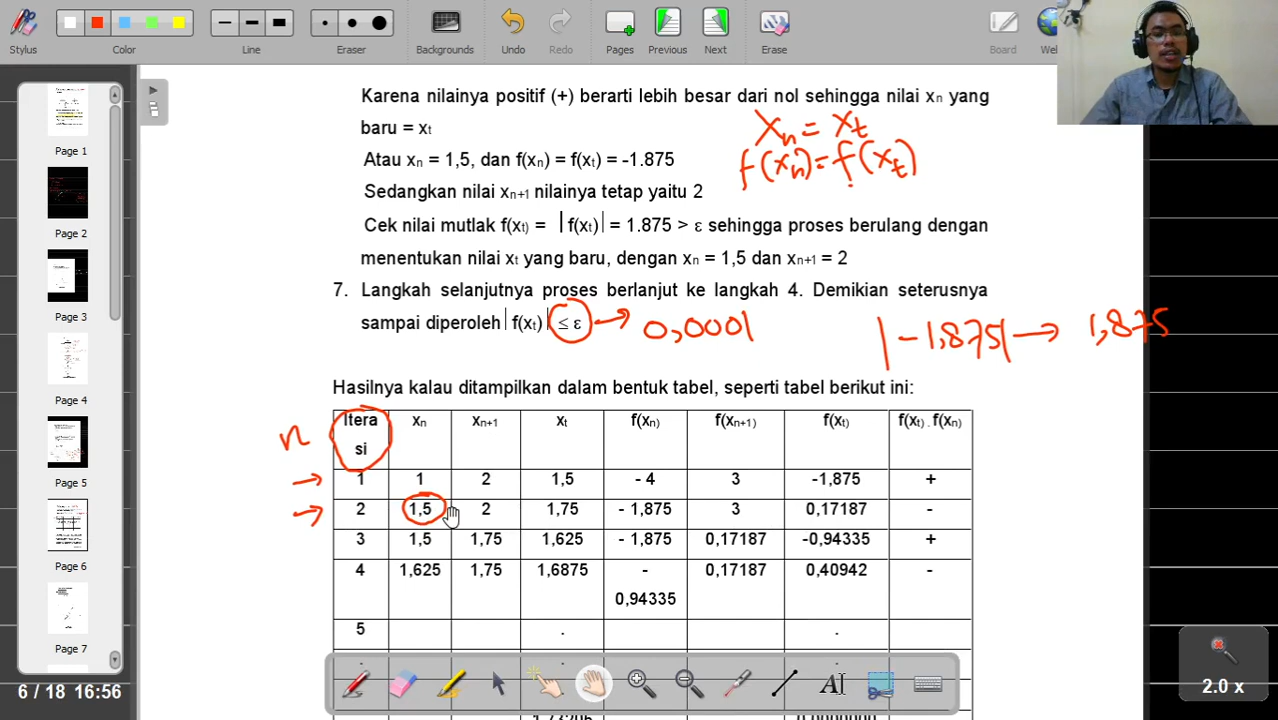 Stylus
Color
Line
Eraser
Backgrounds
Undo
Redo
Pages
Previous
Next
Erase
Board
Page 1
Page 2
Page 3
Page 4
Page 5
Page 6
Page 7
6 / 18 16:56
Karena nilainya positif (+) berarti lebih besar dari nol sehingga nilai xn yang
baru = xt
xn = xt
Atau xn = 1,5, dan f(xn) = f(xt) = -1.875
f(xn) = f(xt)
Sedangkan nilai xn+1 nilainya tetap yaitu 2
Cek nilai mutlak f(xt) = | f(xt)| = 1.875 > ε sehingga proses berulang dengan
menentukan nilai xt yang baru, dengan xn = 1,5 dan xn+1 = 2
7. Langkah selanjutnya proses berlanjut ke langkah 4. Demikian seterusnya
sampai diperoleh | f(xt) | ≤ ε → 0,0001
|-1,875| → 1,875
Hasilnya kalau ditampilkan dalam bentuk tabel, seperti tabel berikut ini:
n
Itera si xn xn+1 xt f(xn) f(xn+1) f(xt) f(xt) . f(xn)
→ 1 1 2 1,5 - 4 3 -1,875 +
→ 2 1,5 2 1,75 - 1,875 3 0,17187 -
3 1,5 1,75 1,625 - 1,875 0,17187 -0,94335 +
4 1,625 1,75 1,6875 - 0,94335 0,17187 0,40942 -
5 . .
2.0 x